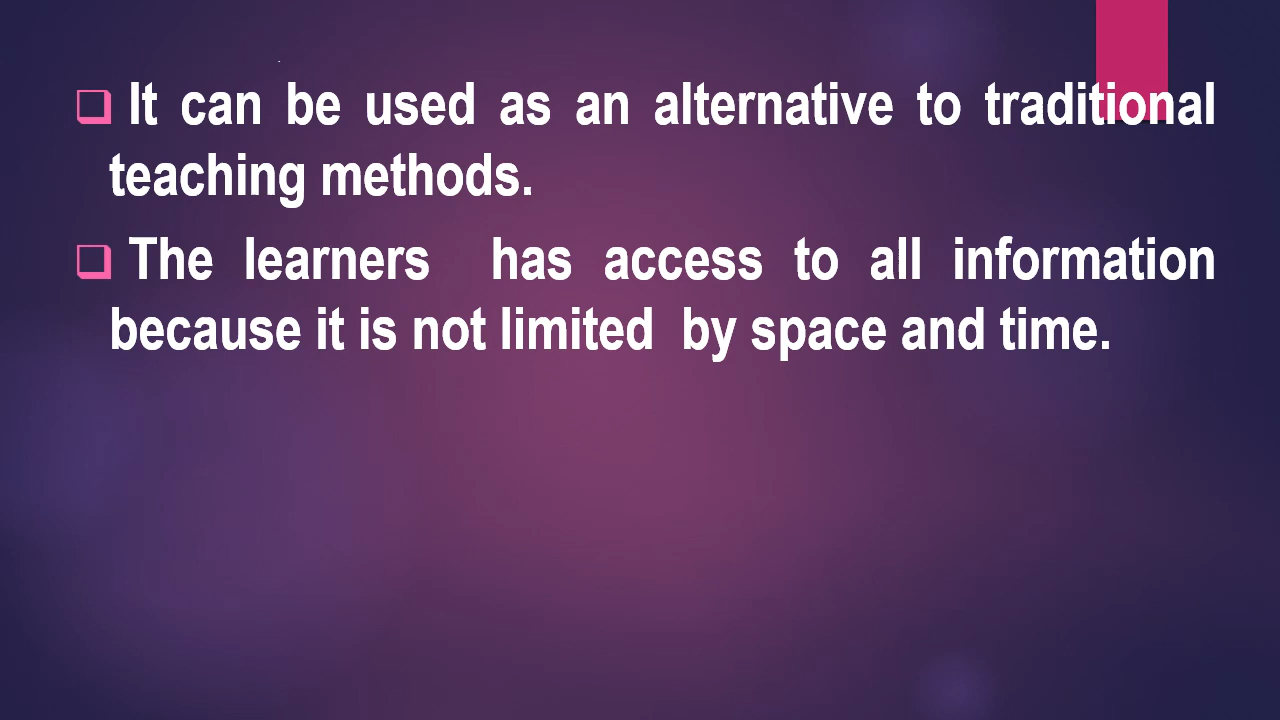 ❑ It can be used as an alternative to traditional
teaching methods.
❑ The learners has access to all information
because it is not limited by space and time.